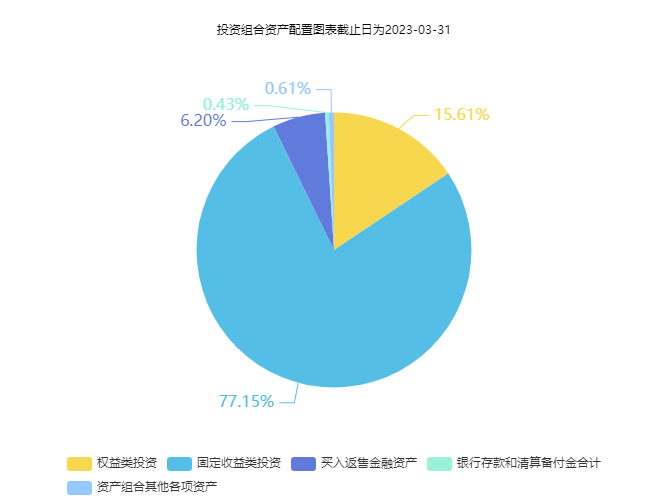 投资组合资产配置图表截止日为2023-03-31
0.61%
0.43%
6.20%
15.61%
77.15%
权益类投资 固定收益类投资 买入返售金融资产 银行存款和清算备付金合计
资产组合其他各项资产